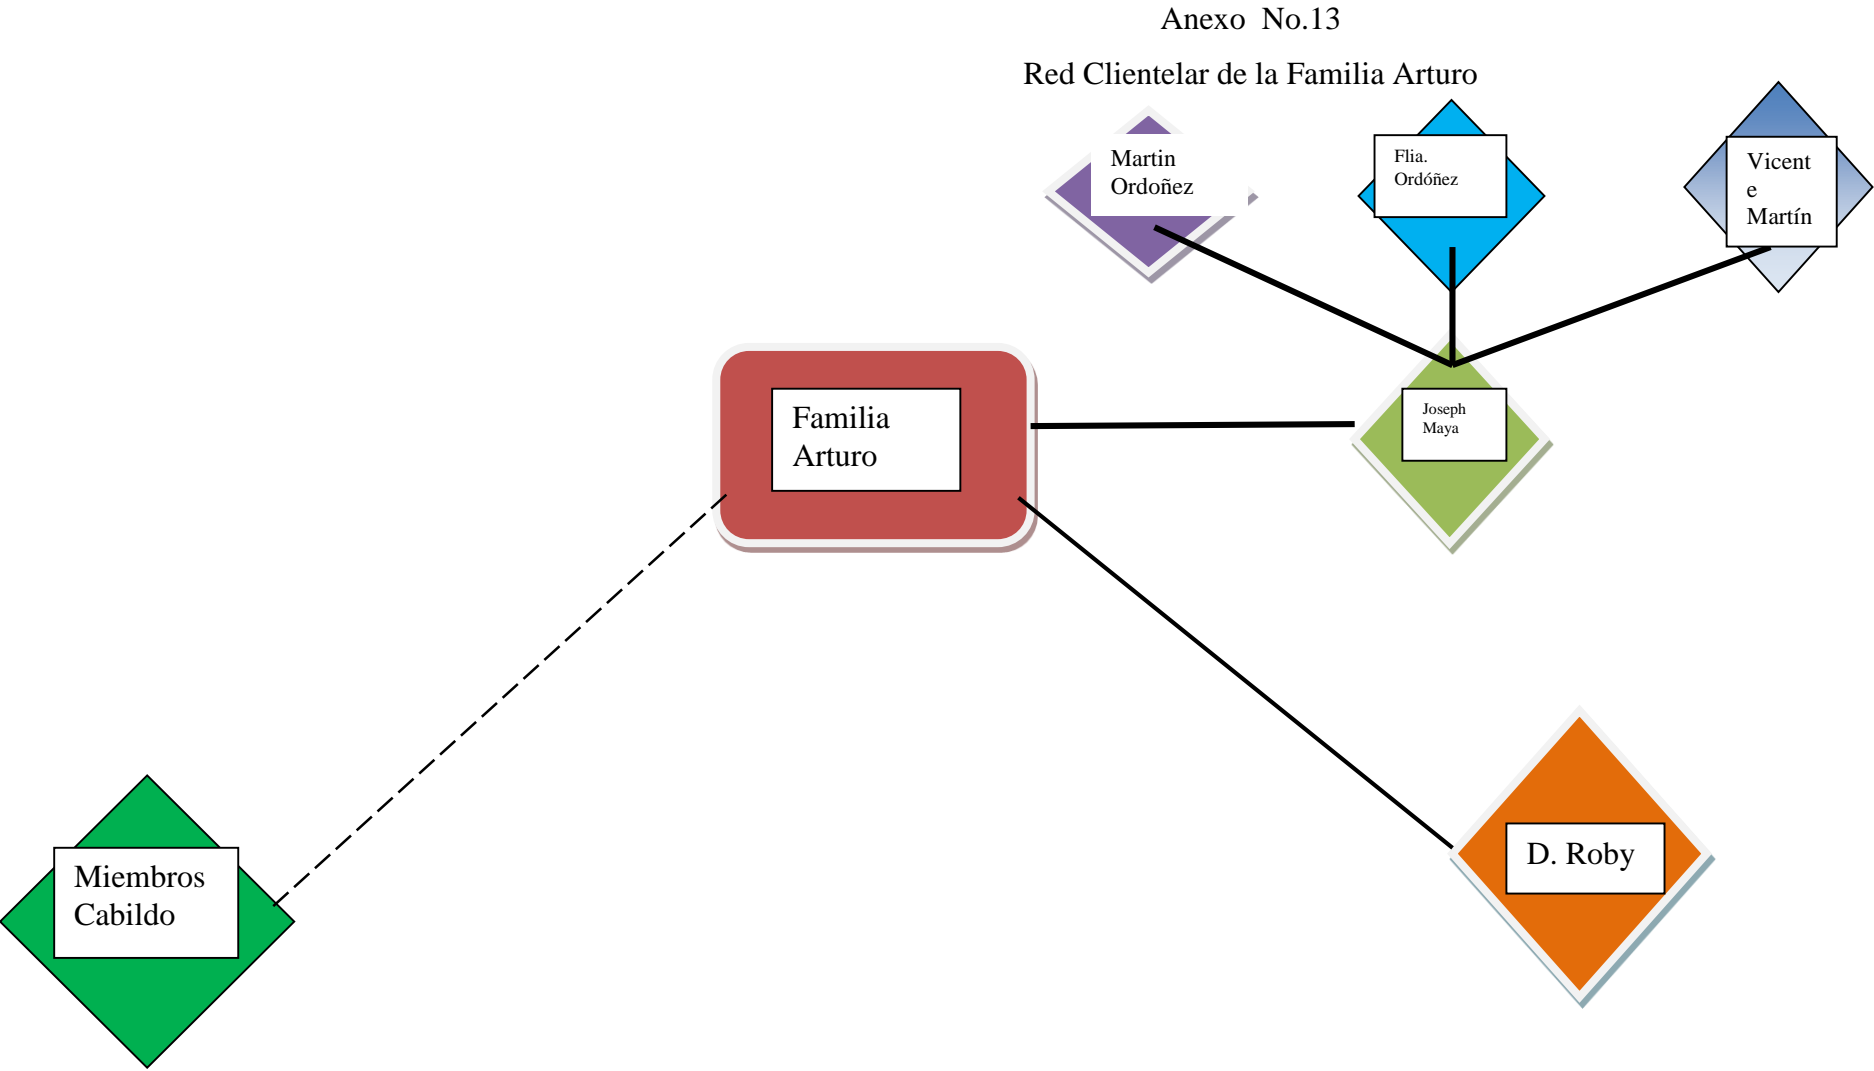 Anexo  No.13
Red Clientelar de la Familia Arturo
Martin
Ordoñez
Flia.
Ordóñez
Vicent
e
Martín
Familia
Arturo
Joseph
Maya
D. Roby
Miembros
Cabildo